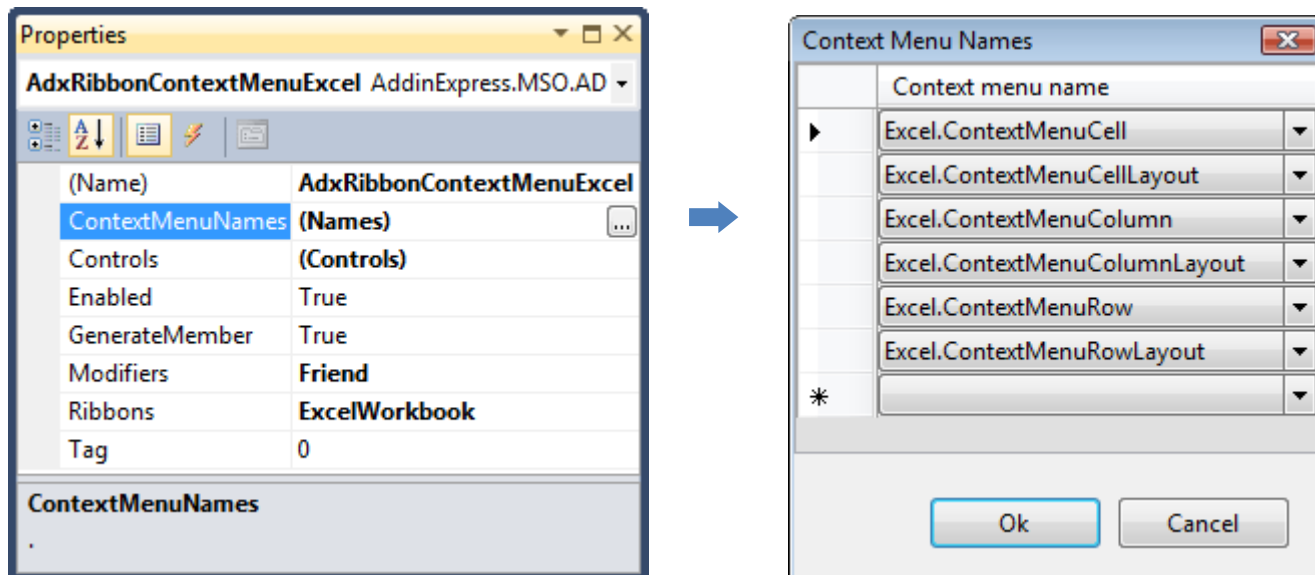 Properties
AdxRibbonContextMenuExcel AddinExpress.MSO.AD
(Name) AdxRibbonContextMenuExcel
ContextMenuNames (Names) ...
Controls (Controls)
Enabled True
GenerateMember True
Modifiers Friend
Ribbons ExcelWorkbook
Tag 0
ContextMenuNames
.
Context Menu Names
Context menu name
Excel.ContextMenuCell
Excel.ContextMenuCellLayout
Excel.ContextMenuColumn
Excel.ContextMenuColumnLayout
Excel.ContextMenuRow
Excel.ContextMenuRowLayout
Ok Cancel